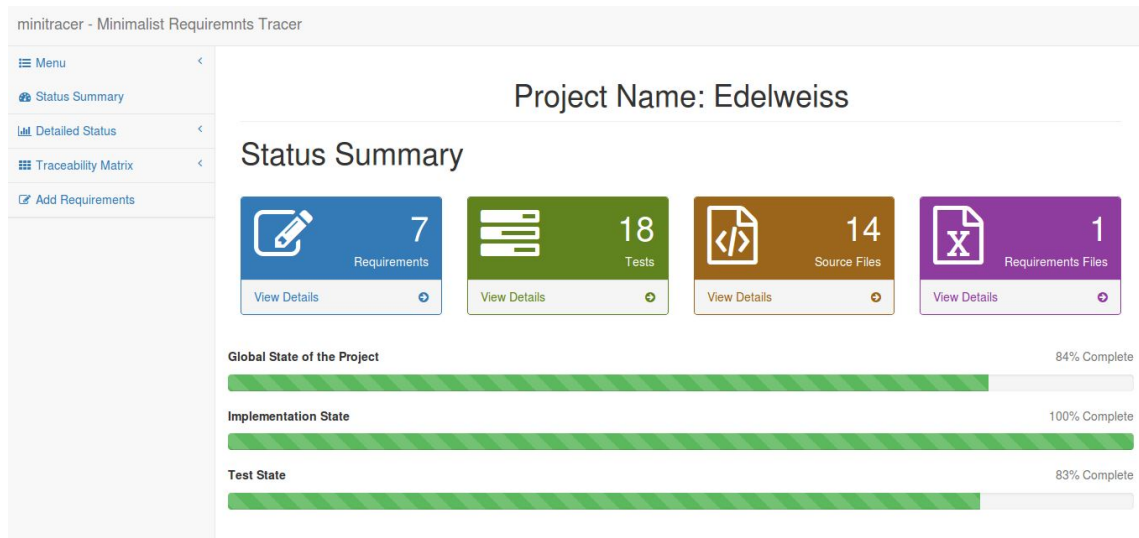 minitracer - Minimalist Requiremnts Tracer
Menu
Status Summary
Detailed Status
Traceability Matrix
Add Requirements
Project Name: Edelweiss
Status Summary
7
Requirements
View Details
18
Tests
View Details
14
Source Files
View Details
1
Requirements Files
View Details
Global State of the Project 84% Complete
Implementation State 100% Complete
Test State 83% Complete